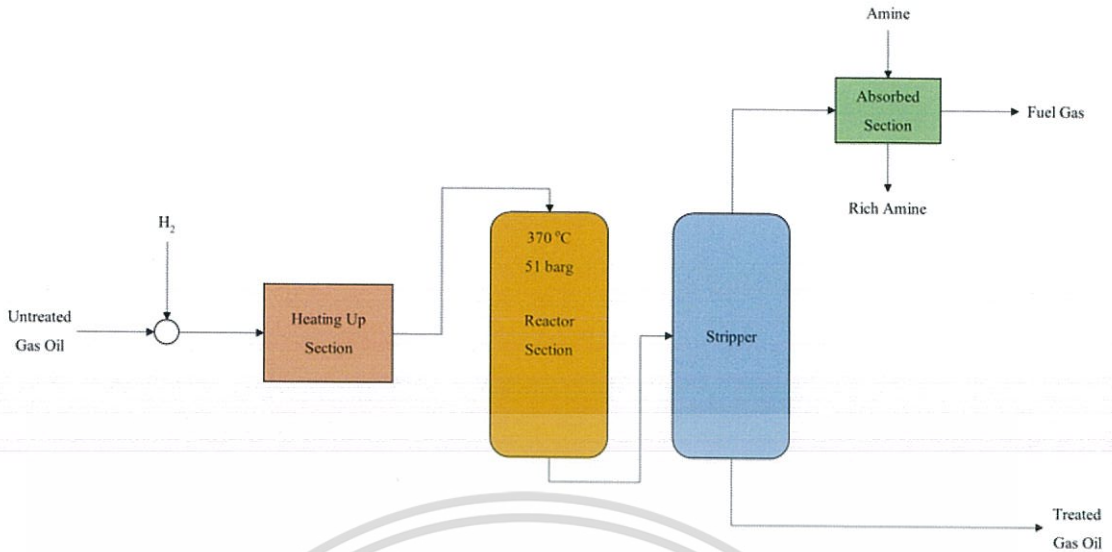 Amine
Absorbed
Section
Fuel Gas
Rich Amine
H₂
Untreated
Gas Oil
Heating Up
Section
370 °C
51 barg
Reactor
Section
Stripper
Treated
Gas Oil